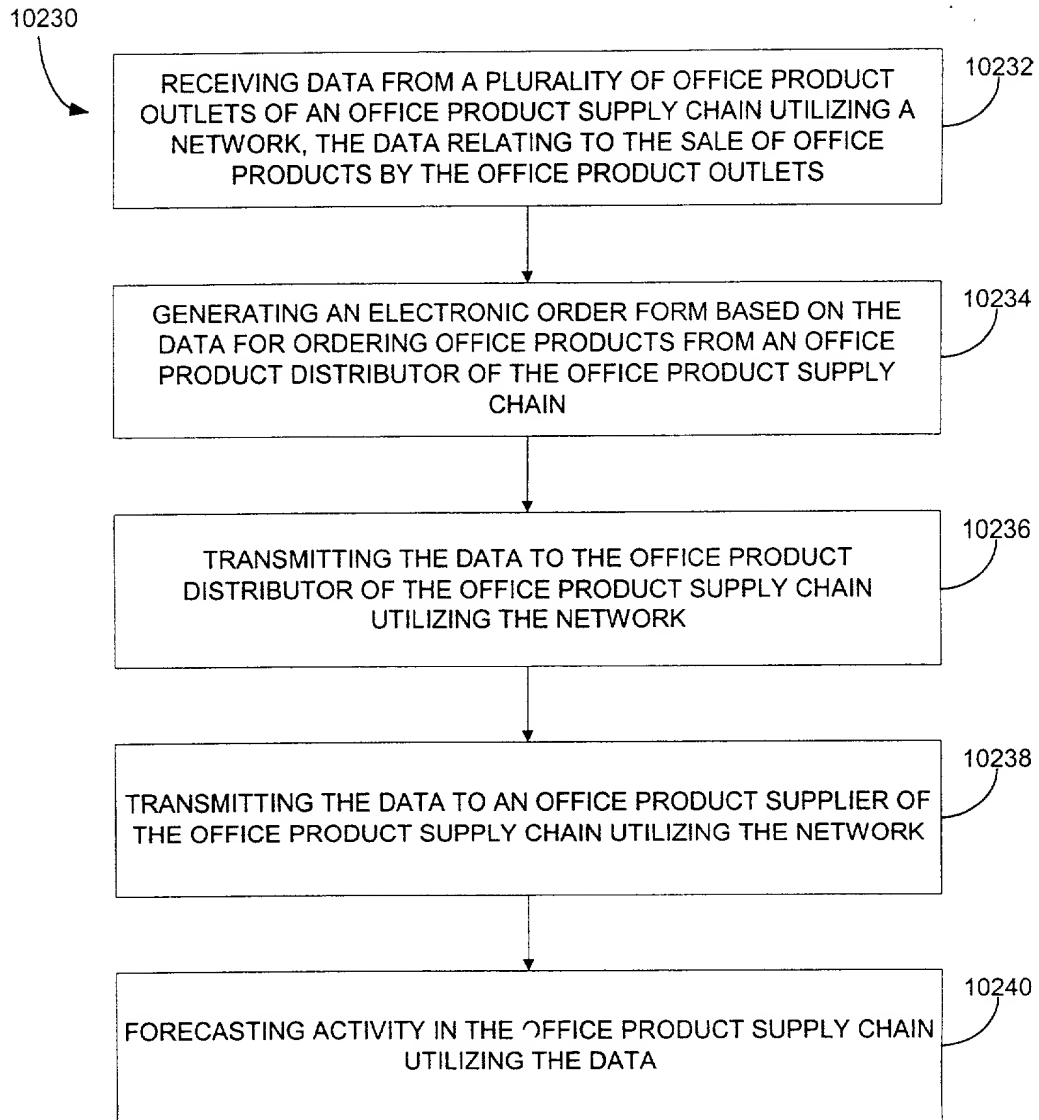 10230
RECEIVING DATA FROM A PLURALITY OF OFFICE PRODUCT
OUTLETS OF AN OFFICE PRODUCT SUPPLY CHAIN UTILIZING A
NETWORK, THE DATA RELATING TO THE SALE OF OFFICE
PRODUCTS BY THE OFFICE PRODUCT OUTLETS
10232
GENERATING AN ELECTRONIC ORDER FORM BASED ON THE
DATA FOR ORDERING OFFICE PRODUCTS FROM AN OFFICE
PRODUCT DISTRIBUTOR OF THE OFFICE PRODUCT SUPPLY
CHAIN
10234
TRANSMITTING THE DATA TO THE OFFICE PRODUCT
DISTRIBUTOR OF THE OFFICE PRODUCT SUPPLY CHAIN
UTILIZING THE NETWORK
10236
TRANSMITTING THE DATA TO AN OFFICE PRODUCT SUPPLIER OF
THE OFFICE PRODUCT SUPPLY CHAIN UTILIZING THE NETWORK
10238
FORECASTING ACTIVITY IN THE OFFICE PRODUCT SUPPLY CHAIN
UTILIZING THE DATA
10240